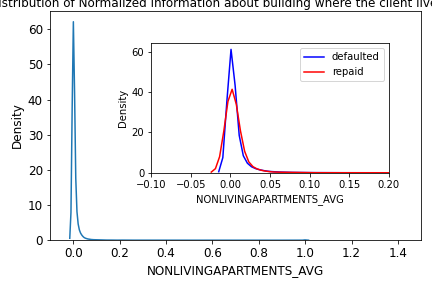 of Normalized information about building where the client
60
50
40
30
20
10
0
Density
0.0 0.2 0.4 0.6 0.8 1.0 1.2 1.4
NONLIVINGAPARTMENTS_AVG
60
40
20
0
Density
defaulted
repaid
−0.10 −0.05 0.00 0.05 0.10 0.15 0.20
NONLIVINGAPARTMENTS_AVG